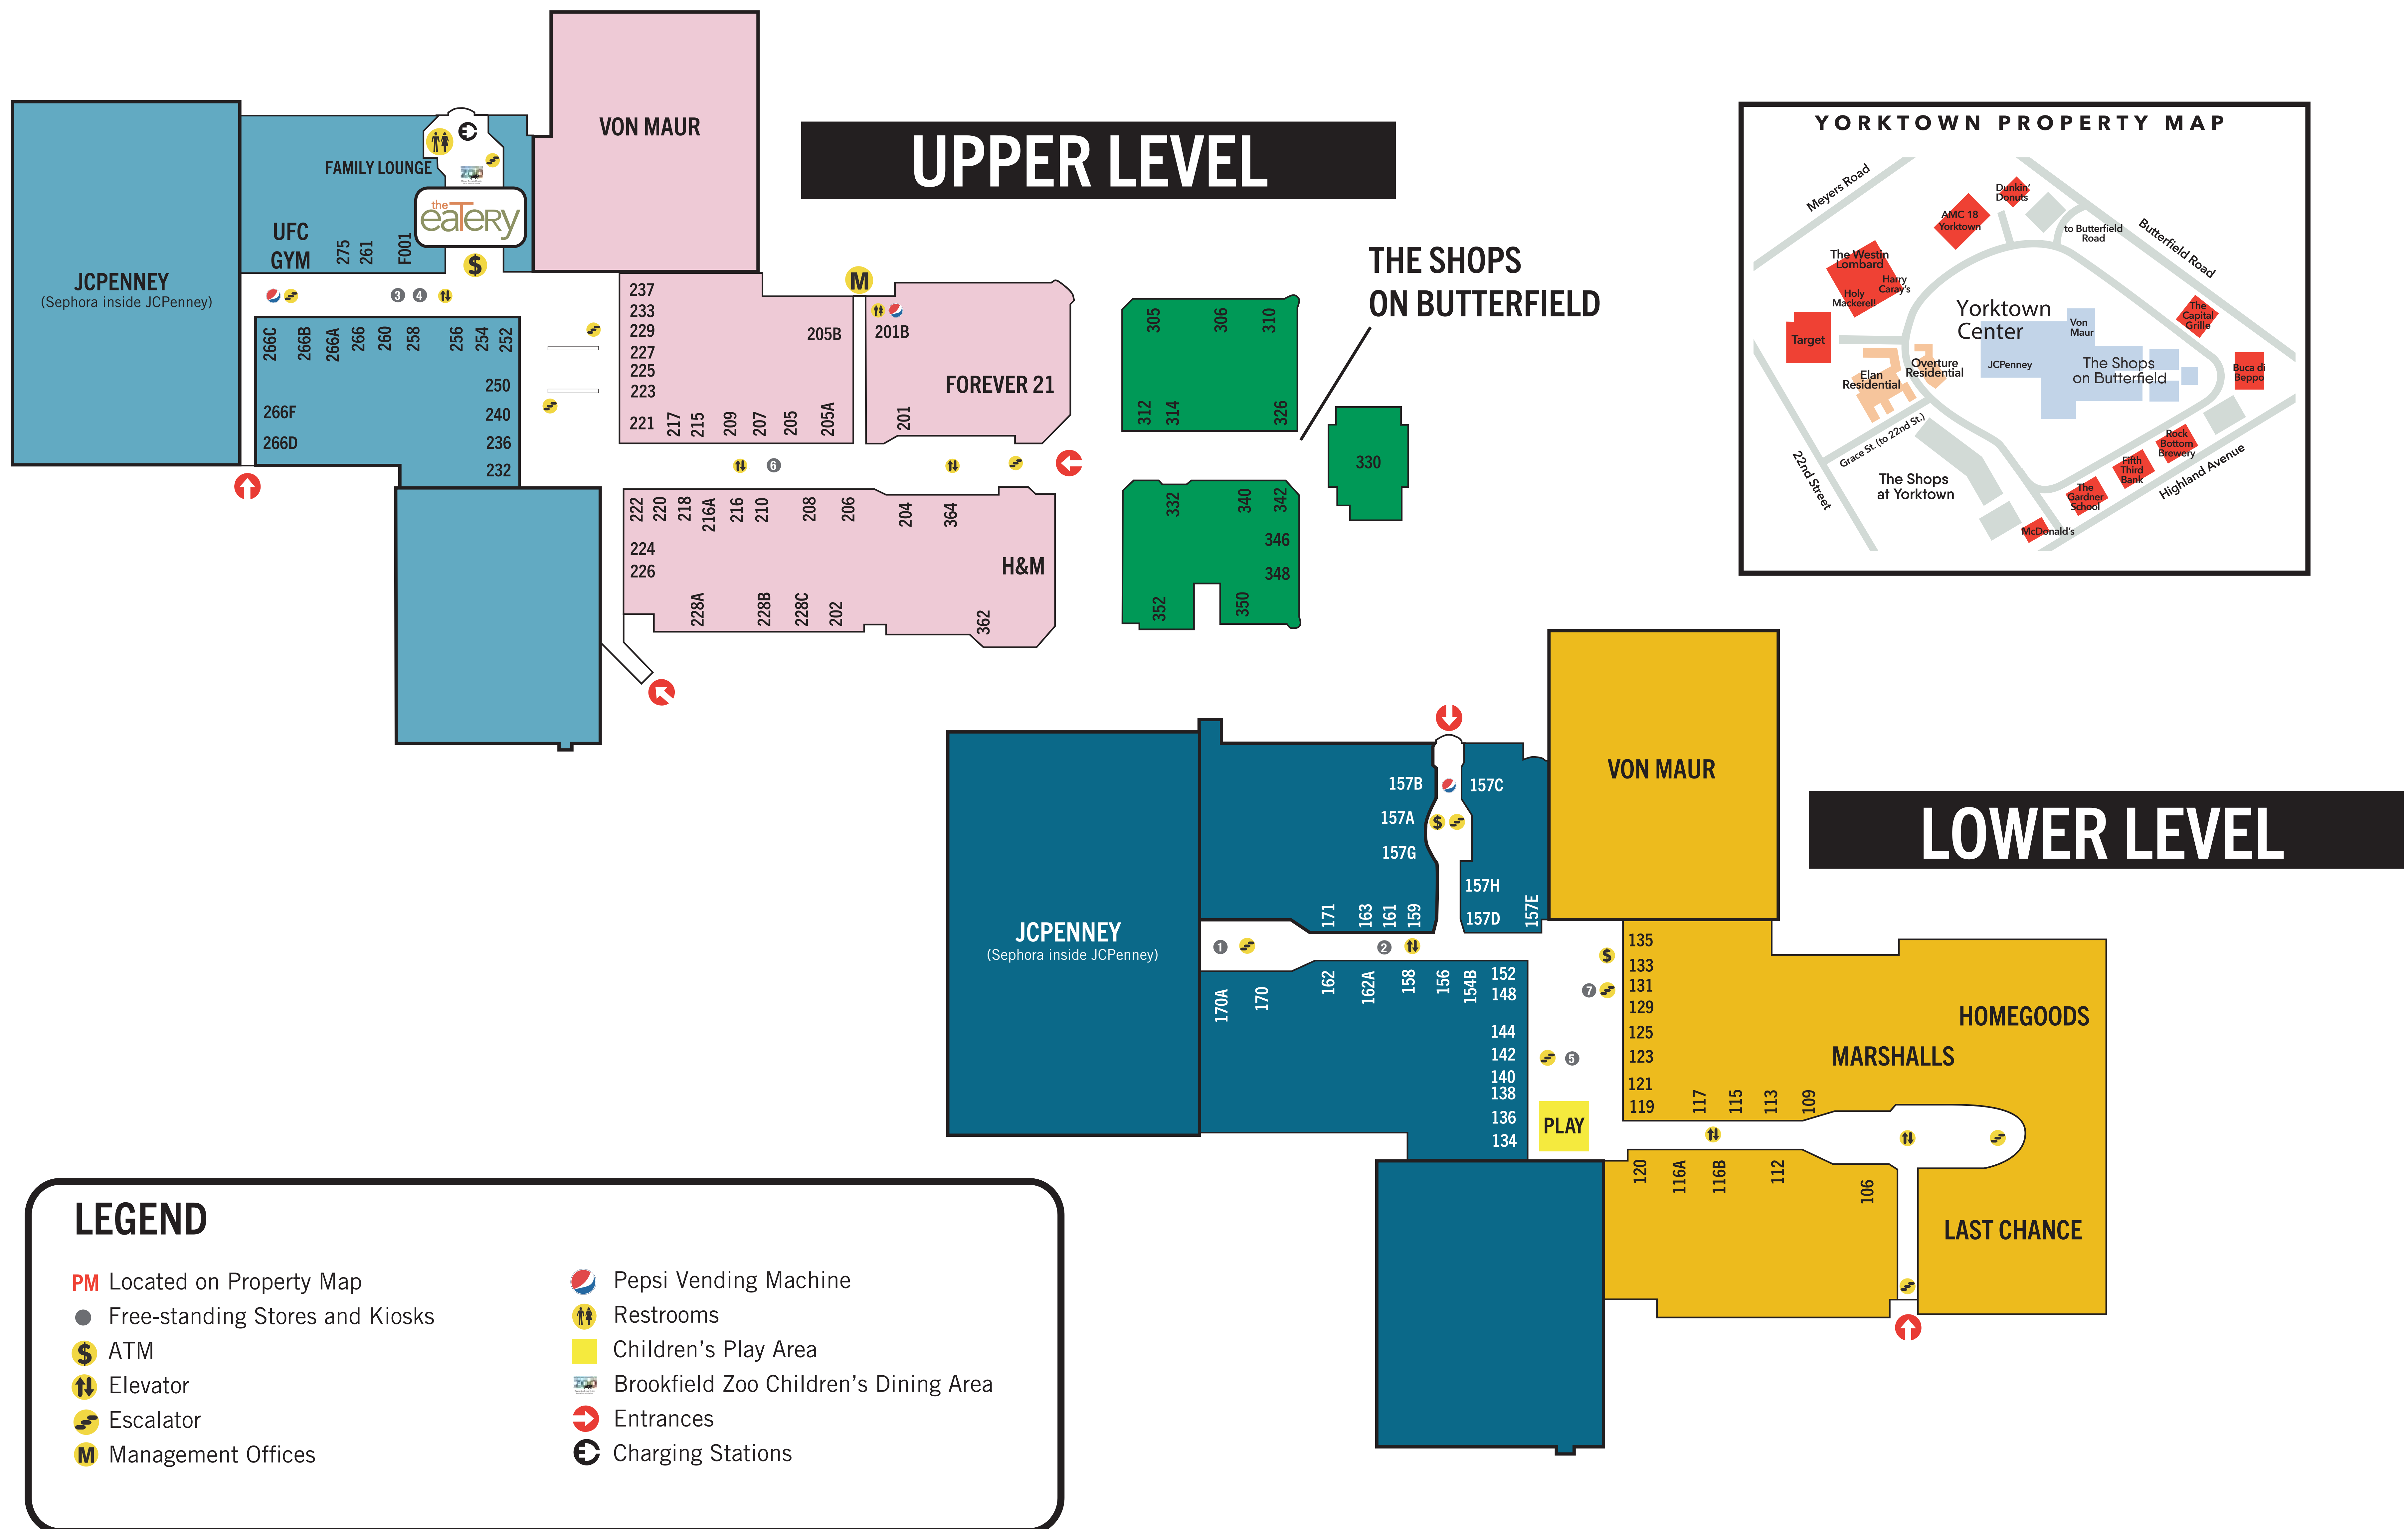 UPPER LEVEL
VON MAUR
JCPENNEY
(Sephora inside JCPenney)
FAMILY LOUNGE
ZOO
the
eaTery
UFC
GYM
275
261
F001
$
3
4
266C
266B
266A
266
260
258
256
254
252
250
240
236
232
266F
266D
237
233
229
227
225
223
221
217
215
209
207
205
205A
205B
M
201B
201
FOREVER 21
6
222
220
218
216A
216
210
208
206
204
364
224
226
H&M
228A
228B
228C
202
362
THE SHOPS
ON BUTTERFIELD
305
306
310
312
314
326
330
332
340
342
346
348
352
350
YORKTOWN PROPERTY MAP
Meyers Road
Dunkin'
Donuts
AMC 18
Yorktown
to Butterfield
Road
Butterfield Road
The Westin
Lombard
Harry
Caray's
Holy
Mackerel!
Target
Yorktown
Center
Von
Maur
The
Capital
Grille
JCPenney
The Shops
on Butterfield
Buca di
Beppo
Elan
Residential
Overture
Residential
Grace St. (to 22nd St.)
22nd Street
The Shops
at Yorktown
Rock
Bottom
Brewery
Fifth
Third
Bank
The
Gardner
School
McDonald's
Highland Avenue
LOWER LEVEL
VON MAUR
JCPENNEY
(Sephora inside JCPenney)
157B
157C
157A
$
157G
157H
157D
157E
171
163
161
159
1
2
170A
170
162
162A
158
156
154B
152
148
144
142
140
138
136
134
$
7
5
PLAY
135
133
131
129
125
123
121
119
117
115
113
109
HOMEGOODS
MARSHALLS
120
116A
116B
112
106
LAST CHANCE
LEGEND
PM Located on Property Map
Free-standing Stores and Kiosks
$ ATM
Elevator
Escalator
M Management Offices
Pepsi Vending Machine
Restrooms
Children's Play Area
ZOO Brookfield Zoo Children's Dining Area
Entrances
Charging Stations